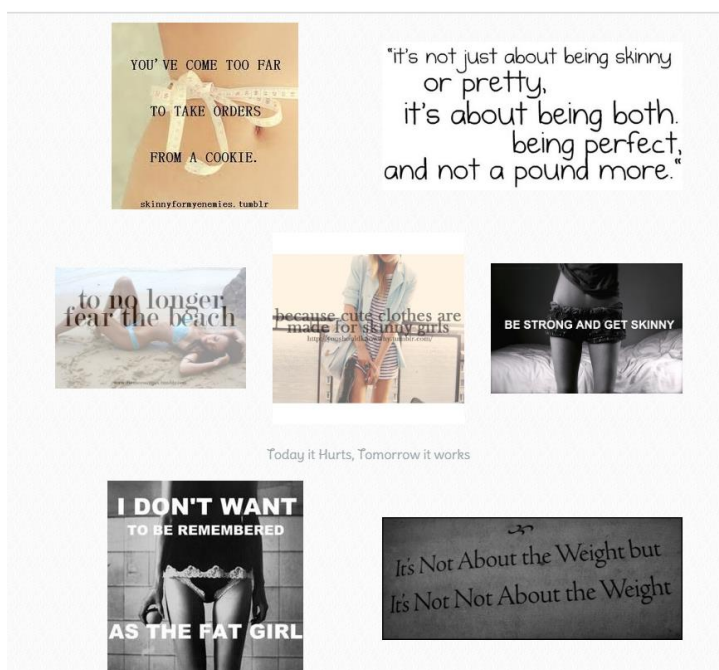 YOU'VE COME TOO FAR
TO TAKE ORDERS
FROM A COOKIE.
skinnyformyenemies.tumblr
"it's not just about being skinny
or pretty,
it's about being both.
being perfect,
and not a pound more."
to no longer
fear the beach
because cute clothes are
made for skinny girls
BE STRONG AND GET SKINNY
Today it Hurts, Tomorrow it works
I DON'T WANT
TO BE REMEMBERED
AS THE FAT GIRL
It's Not About the Weight but
It's Not Not About the Weight